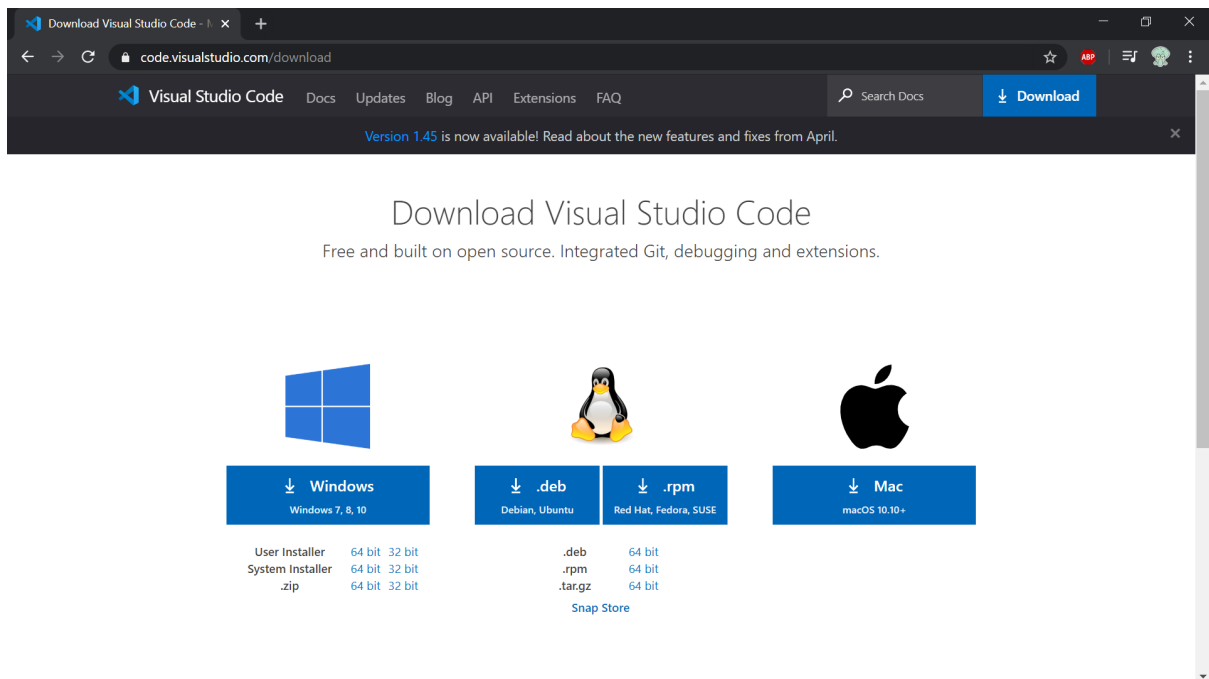 Download Visual Studio Code - M
code.visualstudio.com/download
ABP
Visual Studio Code Docs Updates Blog API Extensions FAQ Search Docs Download
Version 1.45 is now available! Read about the new features and fixes from April.
Download Visual Studio Code
Free and built on open source. Integrated Git, debugging and extensions.
Windows
Windows 7, 8, 10
.deb
Debian, Ubuntu
.rpm
Red Hat, Fedora, SUSE
Mac
macOS 10.10+
User Installer 64 bit 32 bit
System Installer 64 bit 32 bit
.zip 64 bit 32 bit
.deb 64 bit
.rpm 64 bit
.tar.gz 64 bit
Snap Store